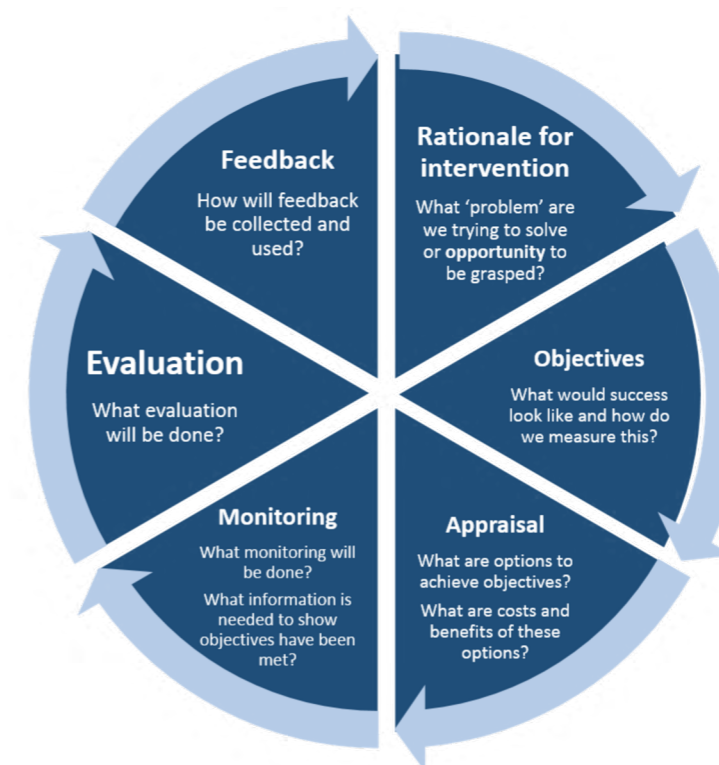 Rationale for
intervention
What ‘problem’ are
we trying to solve
or opportunity to
be grasped?
Objectives
What would success
look like and how do
we measure this?
Appraisal
What are options to
achieve objectives?
What are costs and
benefits of these
options?
Monitoring
What monitoring will
be done?
What information is
needed to show
objectives have been
met?
Evaluation
What evaluation
will be done?
Feedback
How will feedback
be collected and
used?